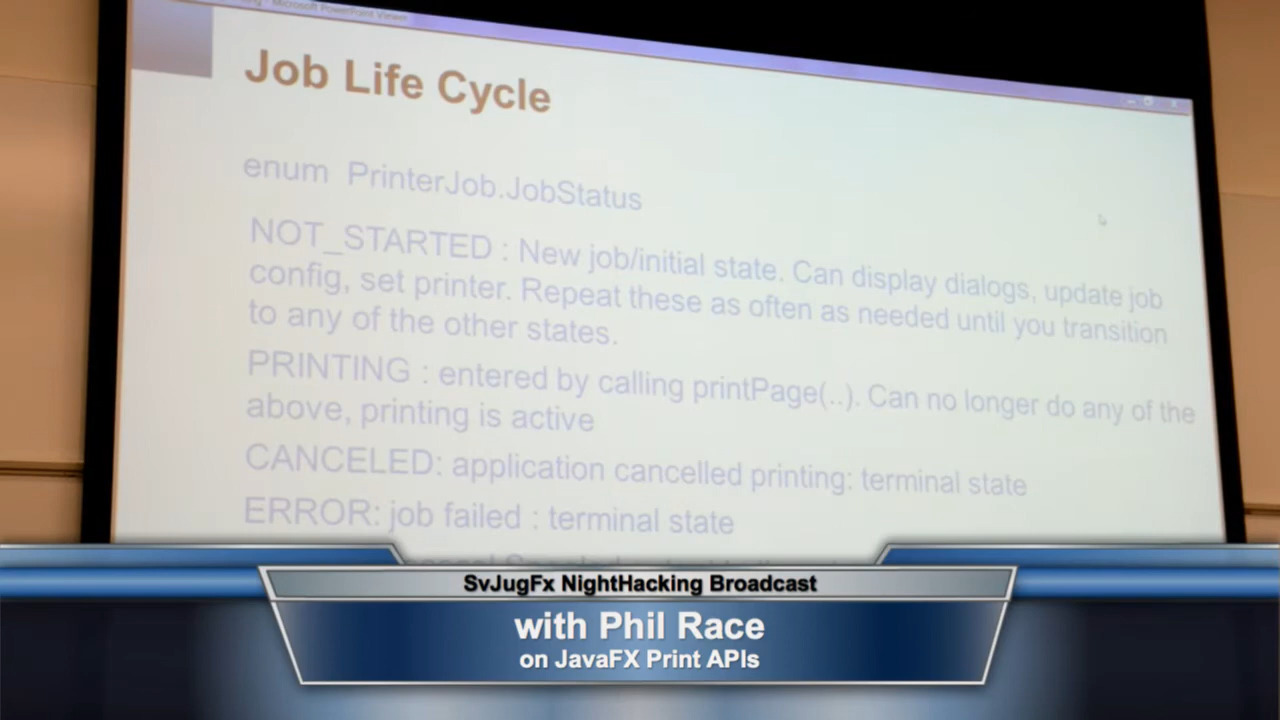 Microsoft PowerPoint Viewer
Job Life Cycle
enum PrinterJob.JobStatus
NOT_STARTED : New job/initial state. Can display dialogs, update job
config, set printer. Repeat these as often as needed until you transition
to any of the other states.
PRINTING : entered by calling printPage(..). Can no longer do any of the
above, printing is active
CANCELED: application cancelled printing: terminal state
ERROR: job failed : terminal state
SvJugFx NightHacking Broadcast
with Phil Race
on JavaFX Print APIs